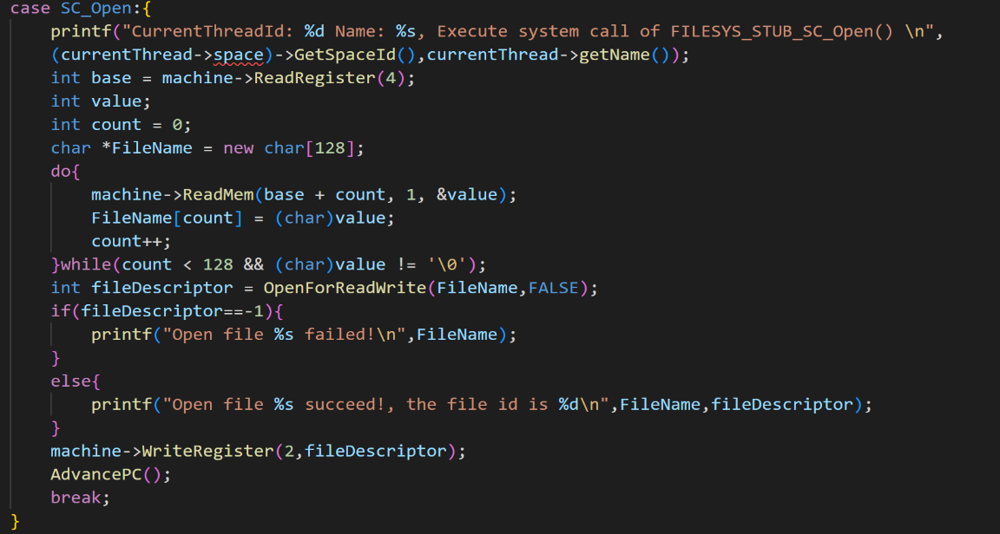 case SC_Open:{
    printf("CurrentThreadId: %d Name: %s, Execute system call of FILESYS_STUB_SC_Open() \n",
    (currentThread->space)->GetSpaceId(),currentThread->getName());
    int base = machine->ReadRegister(4);
    int value;
    int count = 0;
    char *FileName = new char[128];
    do{
        machine->ReadMem(base + count, 1, &value);
        FileName[count] = (char)value;
        count++;
    }while(count < 128 && (char)value != '\0');
    int fileDescriptor = OpenForReadWrite(FileName,FALSE);
    if(fileDescriptor==-1){
        printf("Open file %s failed!\n",FileName);
    }
    else{
        printf("Open file %s succeed!, the file id is %d\n",FileName,fileDescriptor);
    }
    machine->WriteRegister(2,fileDescriptor);
    AdvancePC();
    break;
}